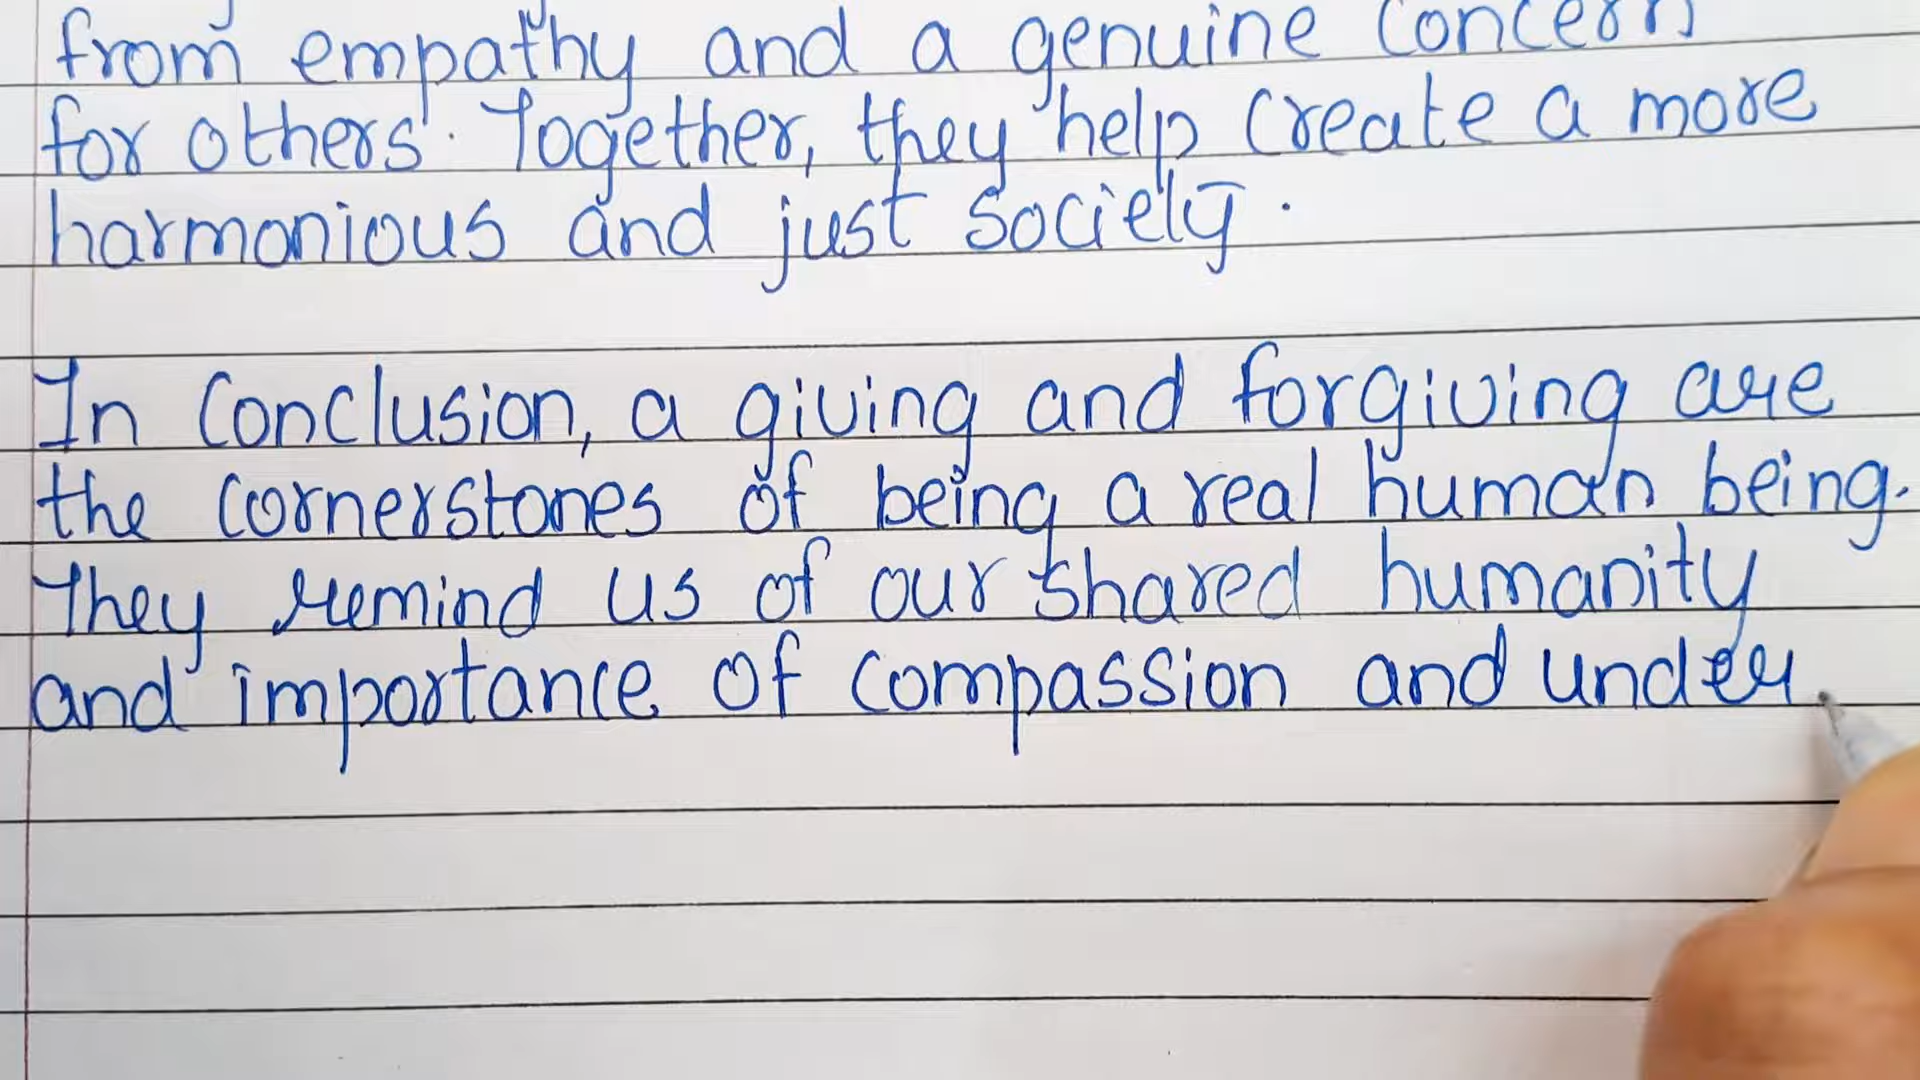 from empathy and a genuine concern
for others. Together, they help create a more
harmonious and just society.
In conclusion, a giving and forgiving are
the cornerstones of being a real human being.
They remind us of our shared humanity
and importance of compassion and under